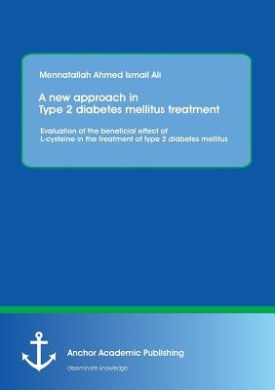 Mennatallah Ahmed Ismail Ali
A new approach in
Type 2 diabetes mellitus treatment
Evaluation of the beneficial effect of
L-cysteine in the treatment of type 2 diabetes mellitus
Anchor Academic Publishing
disseminate knowledge